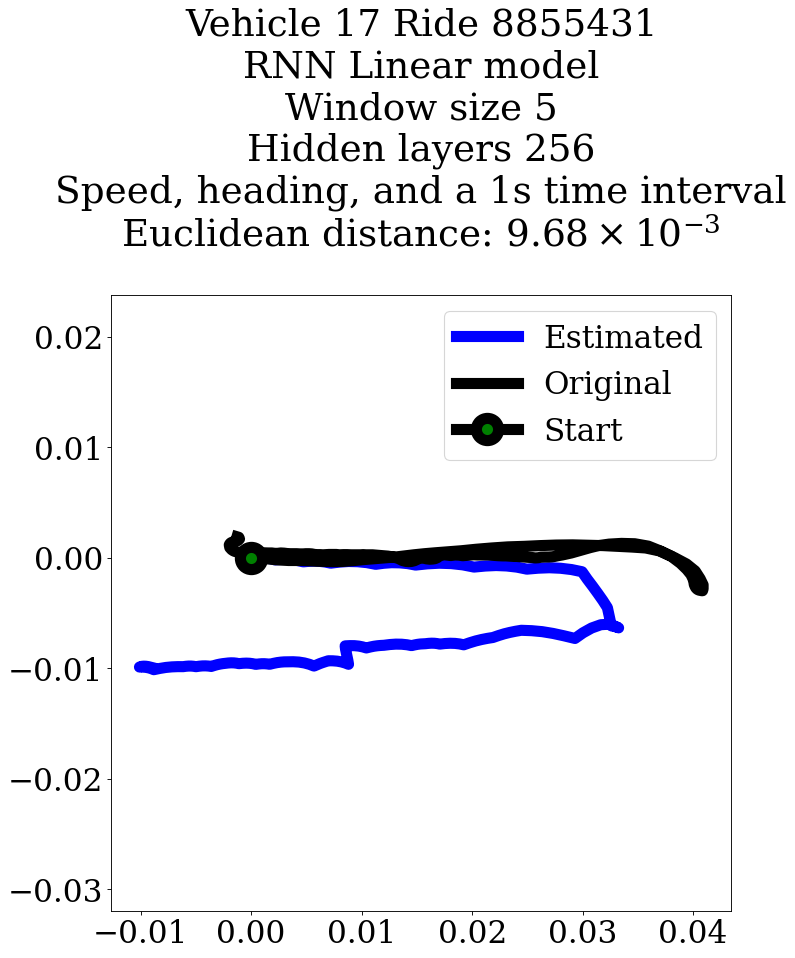 Vehicle 17 Ride 8855431
RNN Linear model
Window size 5
Hidden layers 256
Speed, heading, and a 1s time interval
Euclidean distance: 9.68 × 10⁻³
Estimated
Original
Start
0.02
0.01
0.00
−0.01
−0.02
−0.03
−0.01 0.00 0.01 0.02 0.03 0.04